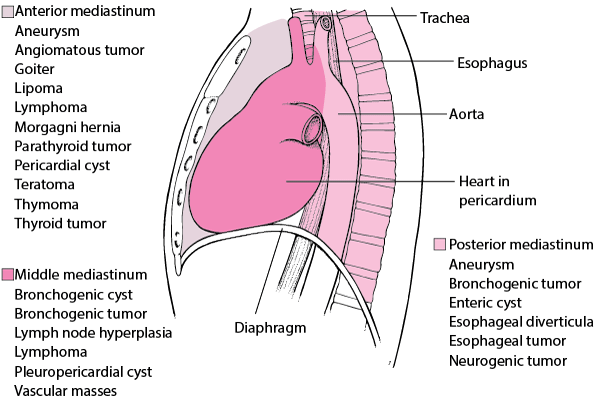 Anterior mediastinum
Aneurysm
Angiomatous tumor
Goiter
Lipoma
Lymphoma
Morgagni hernia
Parathyroid tumor
Pericardial cyst
Teratoma
Thymoma
Thyroid tumor
Middle mediastinum
Bronchogenic cyst
Bronchogenic tumor
Lymph node hyperplasia
Lymphoma
Pleuropericardial cyst
Vascular masses
Trachea
Esophagus
Aorta
Heart in
pericardium
Diaphragm
Posterior mediastinum
Aneurysm
Bronchogenic tumor
Enteric cyst
Esophageal diverticula
Esophageal tumor
Neurogenic tumor